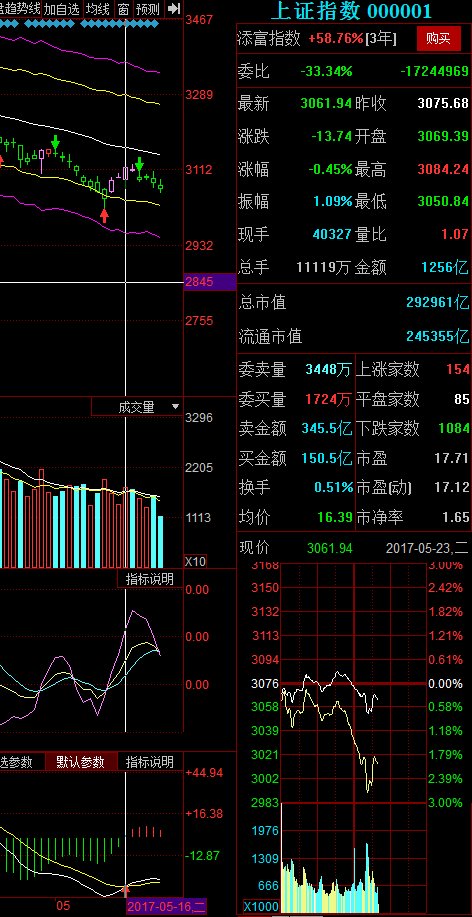 盘趋势线 加自选 均线 窗 预测
3467
3289
3112
2932
2845
2755
成交量
3296
2205
1113
X10
指标说明
0.00
0.00
0.00
选参数 默认参数 指标说明
+44.94
+16.38
-12.87
05 2017-05-16,二
上证指数 000001
添富指数 +58.76%[3年] 购买
委比 -33.34% -17244969
最新 3061.94 昨收 3075.68
涨跌 -13.74 开盘 3069.39
涨幅 -0.45% 最高 3084.24
振幅 1.09% 最低 3050.84
现手 40327 量比 1.07
总手 11119万 金额 1256亿
总市值 292961亿
流通市值 245355亿
委卖量 3448万 上涨家数 154
委买量 1724万 平盘家数 85
卖金额 345.5亿 下跌家数 1084
买金额 150.5亿 市盈 17.71
换手 0.51% 市盈(动) 17.12
均价 16.39 市净率 1.65
现价 3061.94 2017-05-23,二
3168 3.00%
3150 2.42%
3132 1.82%
3113 1.21%
3094 0.61%
3076 0.00%
3058 0.58%
3039 1.18%
3021 1.79%
3002 2.39%
2983 3.00%
1976
1309
666
X1000